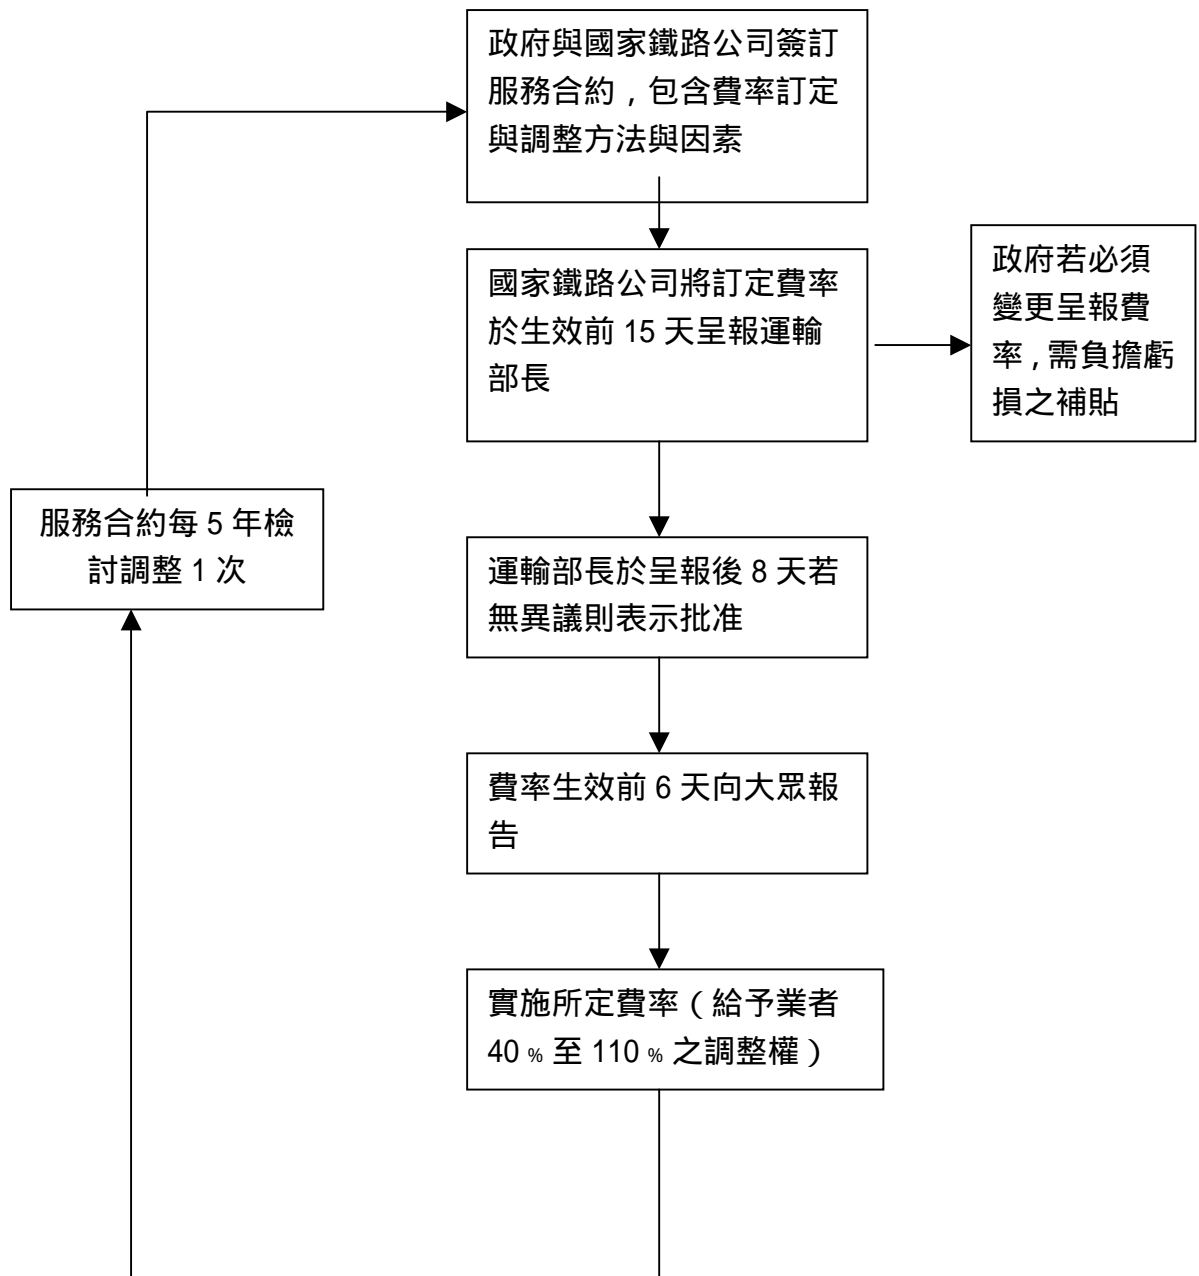 政府與國家鐵路公司簽訂
服務合約，包含費率訂定
與調整方法與因素
國家鐵路公司將訂定費率
於生效前 15 天呈報運輸
部長
政府若必須
變更呈報費
率，需負擔虧
損之補貼
服務合約每 5 年檢
討調整 1 次
運輸部長於呈報後 8 天若
無異議則表示批准
費率生效前 6 天向大眾報
告
實施所定費率（給予業者
40﹪至 110﹪之調整權）